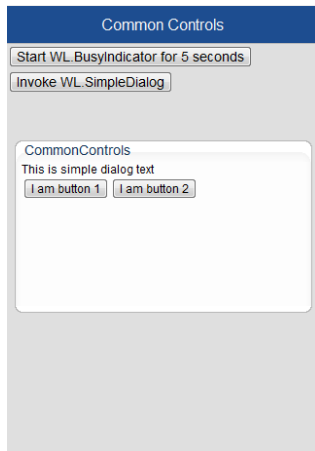 Common Controls
Start WL.BusyIndicator for 5 seconds
Invoke WL.SimpleDialog
CommonControls
This is simple dialog text
I am button 1 I am button 2